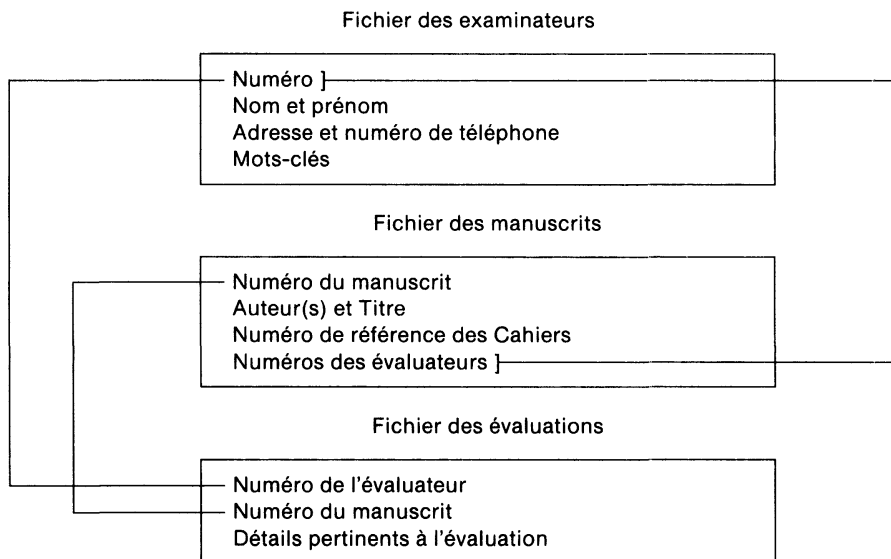 Fichier des examinateurs
Numéro ]
Nom et prénom
Adresse et numéro de téléphone
Mots-clés
Fichier des manuscrits
Numéro du manuscrit
Auteur(s) et Titre
Numéro de référence des Cahiers
Numéros des évaluateurs ]
Fichier des évaluations
Numéro de l'évaluateur
Numéro du manuscrit
Détails pertinents à l'évaluation